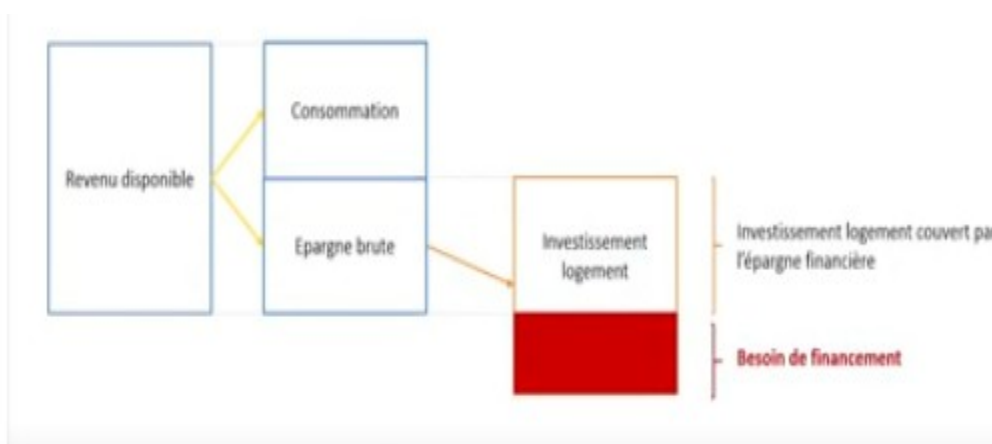 Revenu disponible
Consommation
Epargne brute
Investissement
logement
Investissement logement couvert pa
l'épargne financière
Besoin de financement